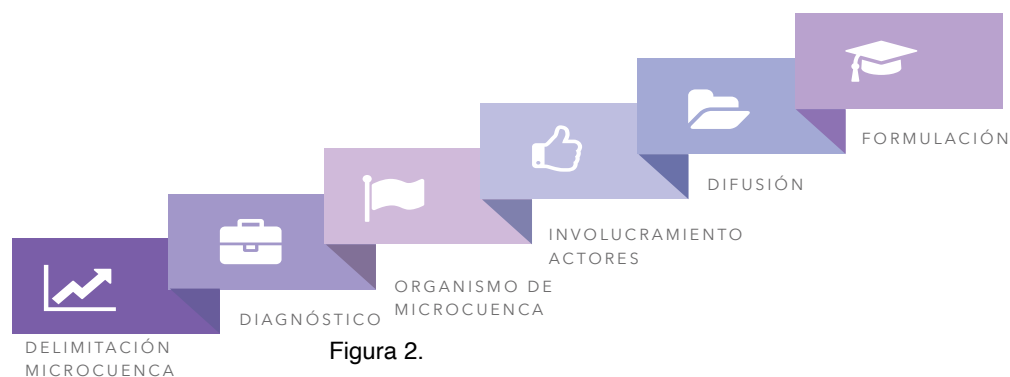 DELIMITACIÓN
MICROCUENCA
DIAGNÓSTICO
ORGANISMO DE
MICROCUENCA
INVOLUCRAMIENTO
ACTORES
DIFUSIÓN
FORMULACIÓN
Figura 2.